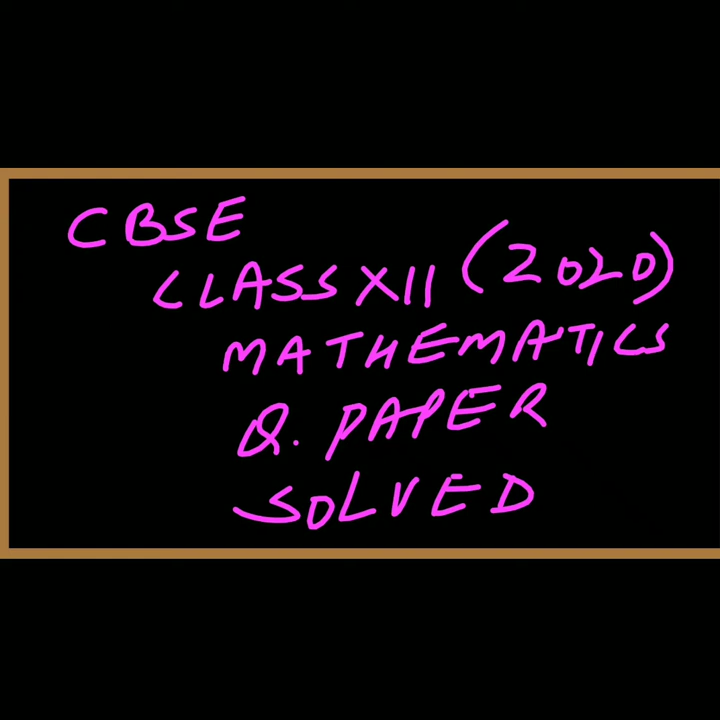 CBSE
CLASS XII (2020)
MATHEMATICS
Q. PAPER
SOLVED